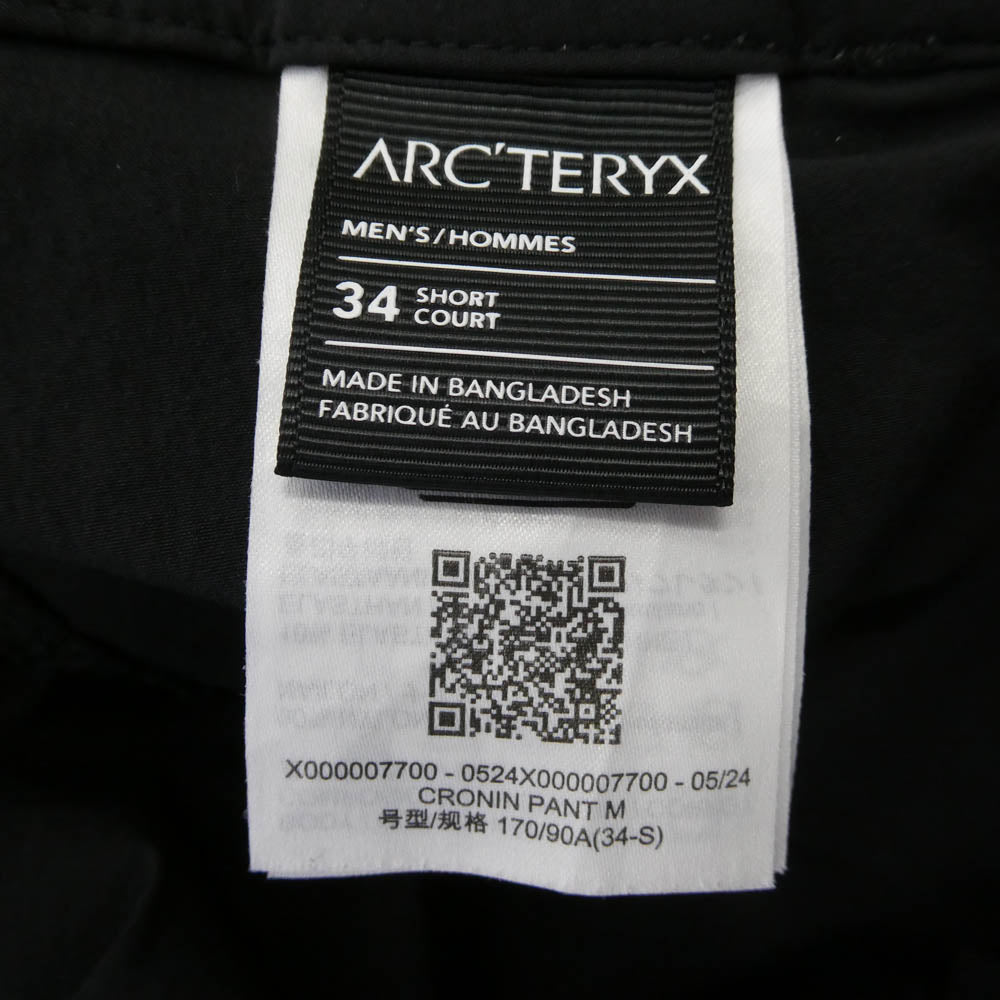 ARC'TERYX
MEN'S/HOMMES
34 SHORT
COURT
MADE IN BANGLADESH
FABRIQUÉ AU BANGLADESH
X000007700 - 0524X000007700 - 05/24
CRONIN PANT M
号型/规格 170/90A(34-S)